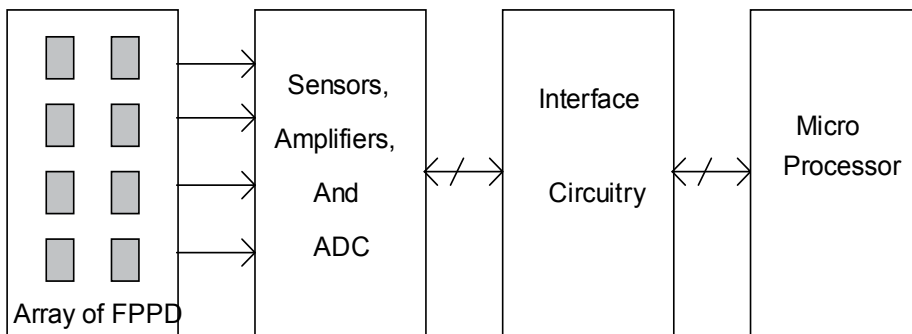 Array of FPPD
Sensors,
Amplifiers,
And
ADC
Interface
Circuitry
Micro
Processor